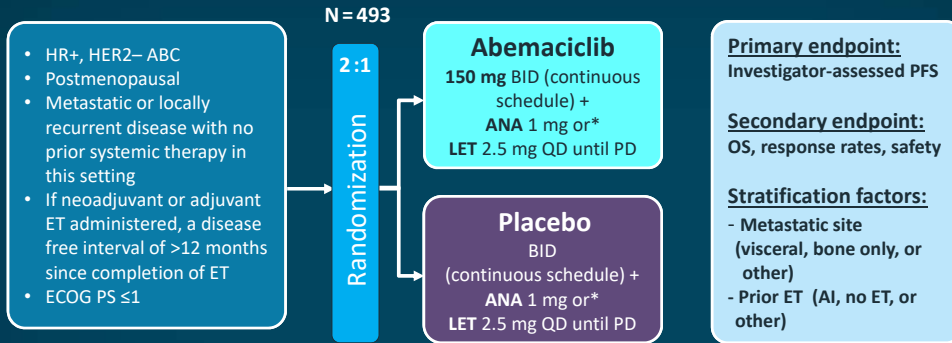 N = 493
• HR+, HER2– ABC
• Postmenopausal
• Metastatic or locally
recurrent disease with no
prior systemic therapy in
this setting
• If neoadjuvant or adjuvant
ET administered, a disease
free interval of >12 months
since completion of ET
• ECOG PS ≤1
2:1
Randomization
Abemaciclib
150 mg BID (continuous
schedule) +
ANA 1 mg or*
LET 2.5 mg QD until PD
Placebo
BID
(continuous schedule) +
ANA 1 mg or*
LET 2.5 mg QD until PD
Primary endpoint:
Investigator-assessed PFS
Secondary endpoint:
OS, response rates, safety
Stratification factors:
- Metastatic site
(visceral, bone only, or
other)
- Prior ET (AI, no ET, or
other)